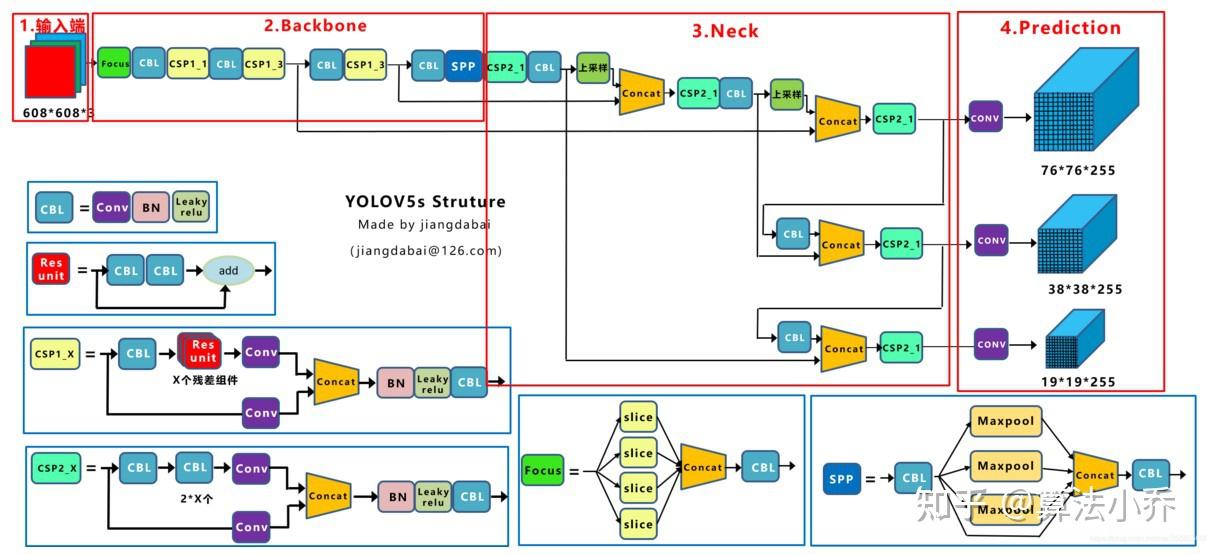 1.输入端
2.Backbone
3.Neck
4.Prediction
608*608*3
Focus
CBL
CSP1_1
CBL
CSP1_3
CBL
CSP1_3
CBL
SPP
CSP2_1
CBL
上采样
Concat
CSP2_1
CBL
上采样
Concat
CSP2_1
CONV
76*76*255
CBL
Concat
CSP2_1
CONV
38*38*255
CBL
Concat
CSP2_1
CONV
19*19*255
YOLOV5s Struture
Made by jiangdabai
(jiangdabai@126.com)
CBL = Conv BN Leaky relu
Res unit = CBL CBL add
CSP1_X = CBL Res unit Conv
X个残差组件
Conv
Concat
BN
Leaky relu
CBL
CSP2_X = CBL CBL Conv
2*X个
Conv
Concat
BN
Leaky relu
CBL
Focus =
slice
slice
slice
slice
Concat
CBL
SPP = CBL
Maxpool
Maxpool
Maxpool
Concat
CBL
知乎 @算法小乔